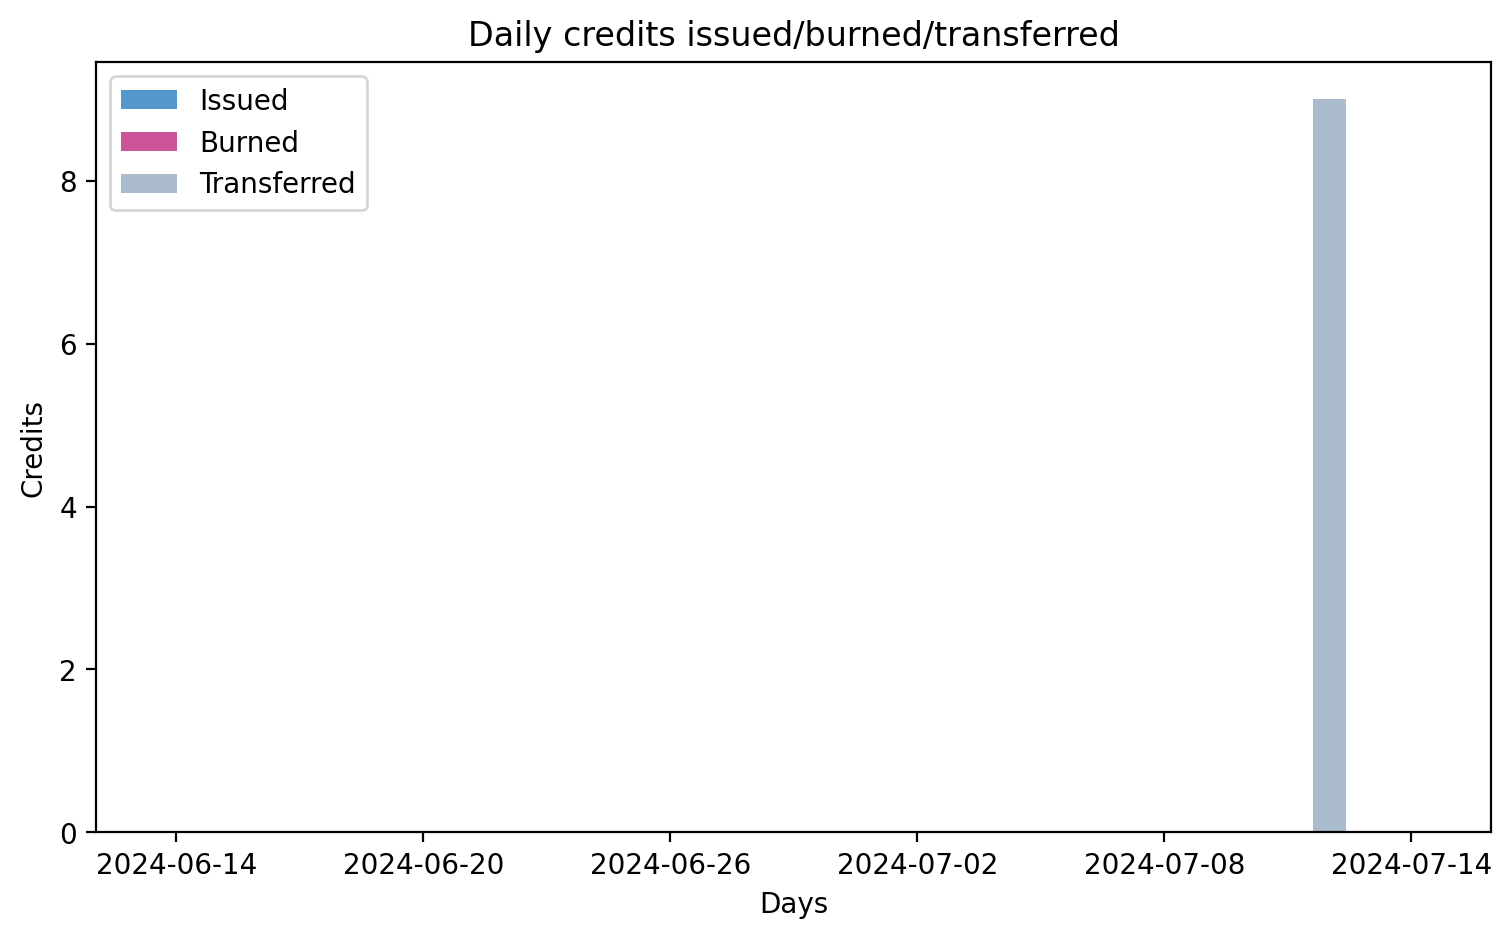 Daily credits issued/burned/transferred
Issued
Burned
Transferred
8
6
4
2
0
Credits
2024-06-14 2024-06-20 2024-06-26 2024-07-02 2024-07-08 2024-07-14
Days